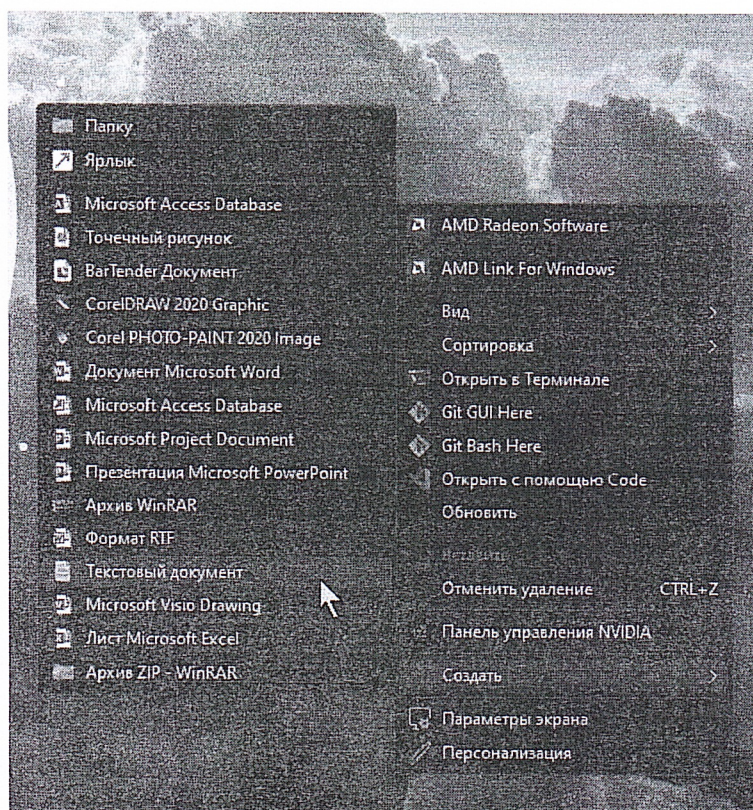 Папку
Ярлык
Microsoft Access Database
Точечный рисунок
BarTender Документ
CorelDRAW 2020 Graphic
Corel PHOTO-PAINT 2020 Image
Документ Microsoft Word
Microsoft Access Database
Microsoft Project Document
Презентация Microsoft PowerPoint
Архив WinRAR
Формат RTF
Текстовый документ
Microsoft Visio Drawing
Лист Microsoft Excel
Архив ZIP - WinRAR
AMD Radeon Software
AMD Link For Windows
Вид
Сортировка
Открыть в Терминале
Git GUI Here
Git Bash Here
Открыть с помощью Code
Обновить
Вставить
Отменить удаление CTRL+Z
Панель управления NVIDIA
Создать
Параметры экрана
Персонализация